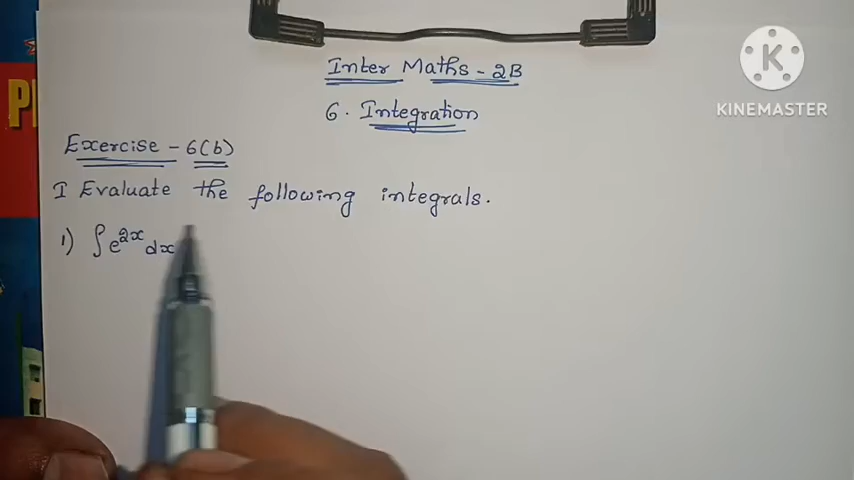 Inter Maths - 2B
6. Integration
K
KINEMASTER
Exercise - 6(b)
I Evaluate the following integrals.
1) ∫e^{2x} dx